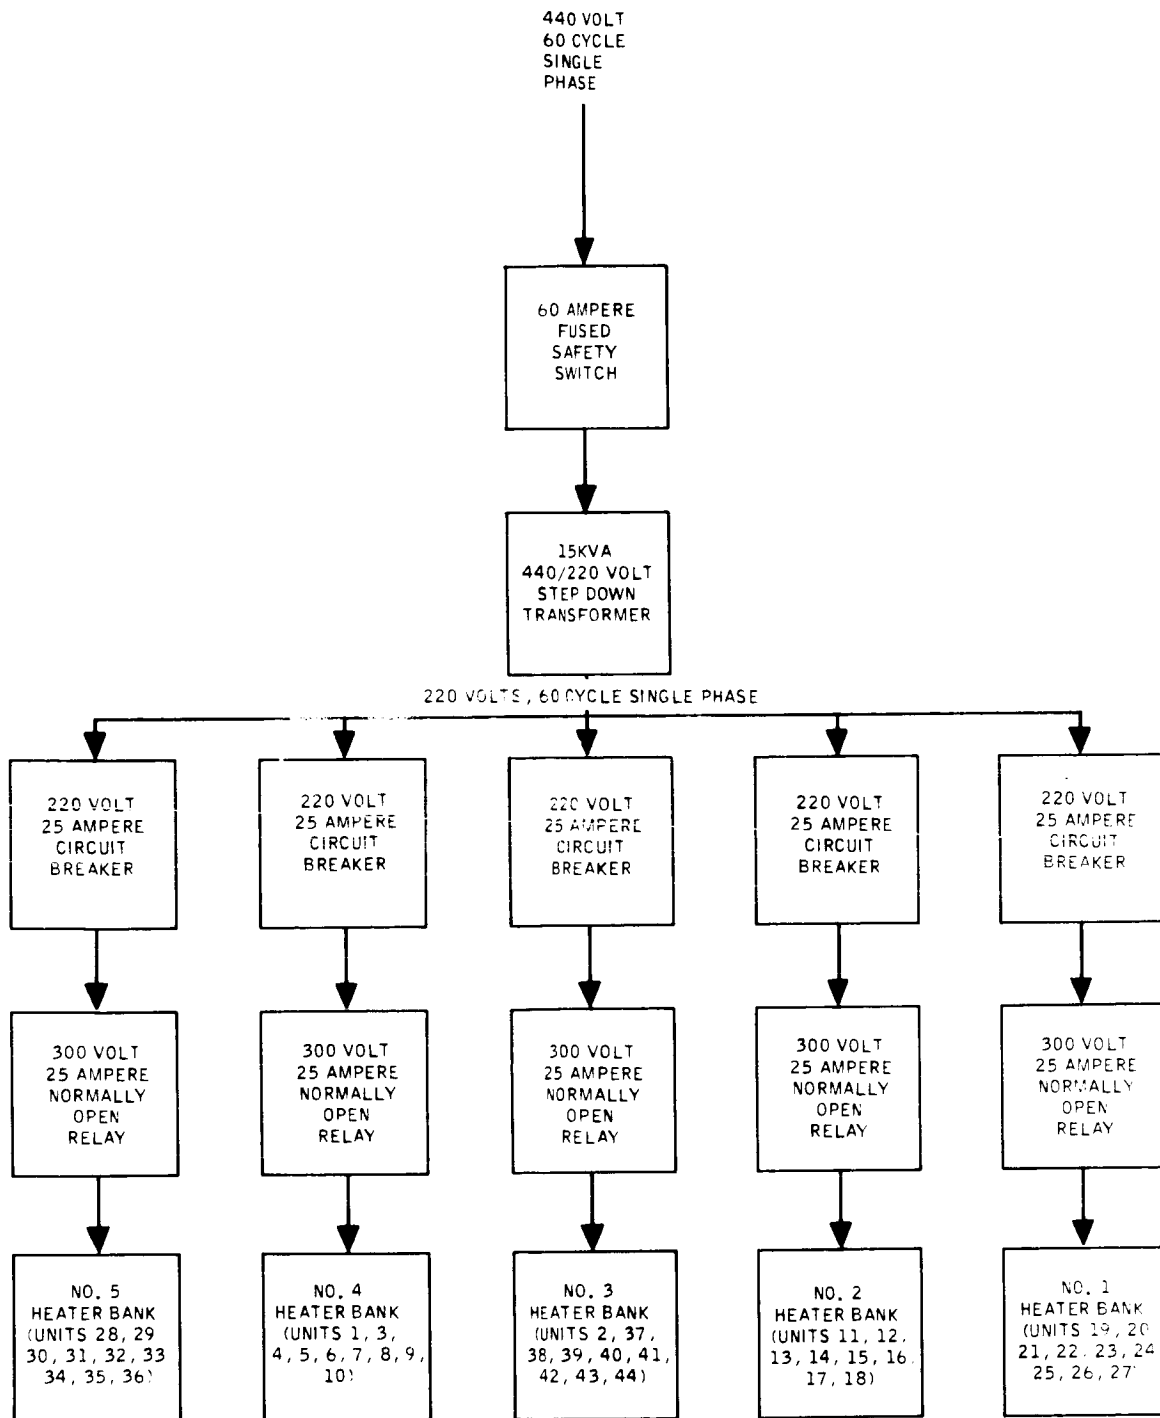 440 VOLT
60 CYCLE
SINGLE
PHASE
60 AMPERE
FUSED
SAFETY
SWITCH
15KVA
440/220 VOLT
STEP DOWN
TRANSFORMER
220 VOLTS, 60 CYCLE SINGLE PHASE
220 VOLT
25 AMPERE
CIRCUIT
BREAKER
220 VOLT
25 AMPERE
CIRCUIT
BREAKER
220 VOLT
25 AMPERE
CIRCUIT
BREAKER
220 VOLT
25 AMPERE
CIRCUIT
BREAKER
220 VOLT
25 AMPERE
CIRCUIT
BREAKER
300 VOLT
25 AMPERE
NORMALLY
OPEN
RELAY
300 VOLT
25 AMPERE
NORMALLY
OPEN
RELAY
300 VOLT
25 AMPERE
NORMALLY
OPEN
RELAY
300 VOLT
25 AMPERE
NORMALLY
OPEN
RELAY
300 VOLT
25 AMPERE
NORMALLY
OPEN
RELAY
NO. 5
HEATER BANK
(UNITS 28, 29
30, 31, 32, 33
34, 35, 36)
NO. 4
HEATER BANK
(UNITS 1, 3,
4, 5, 6, 7, 8, 9,
10)
NO. 3
HEATER BANK
(UNITS 2, 37,
38, 39, 40, 41,
42, 43, 44)
NO. 2
HEATER BANK
(UNITS 11, 12,
13, 14, 15, 16,
17, 18)
NO. 1
HEATER BANK
(UNITS 19, 20
21, 22, 23, 24
25, 26, 27)